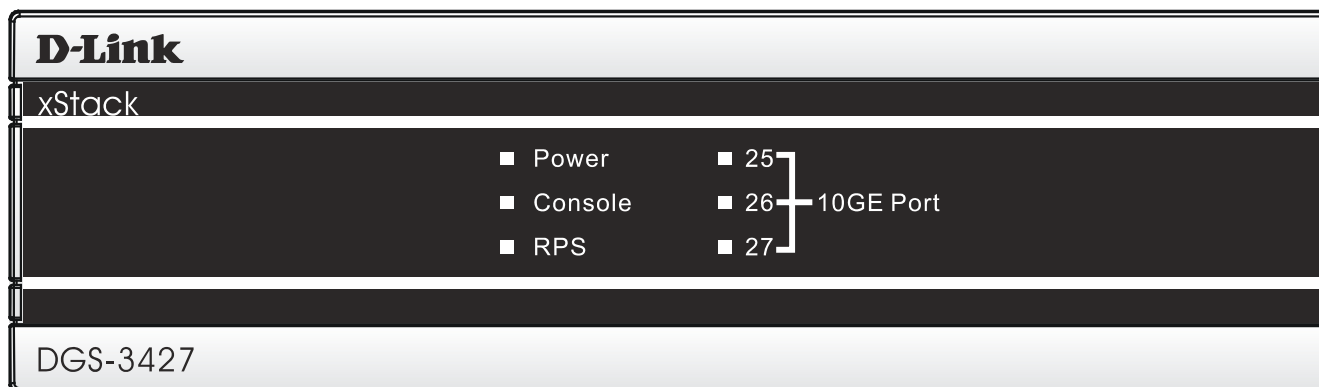 D-Link
xStack
Power 25
Console 26 10GE Port
RPS 27
DGS-3427